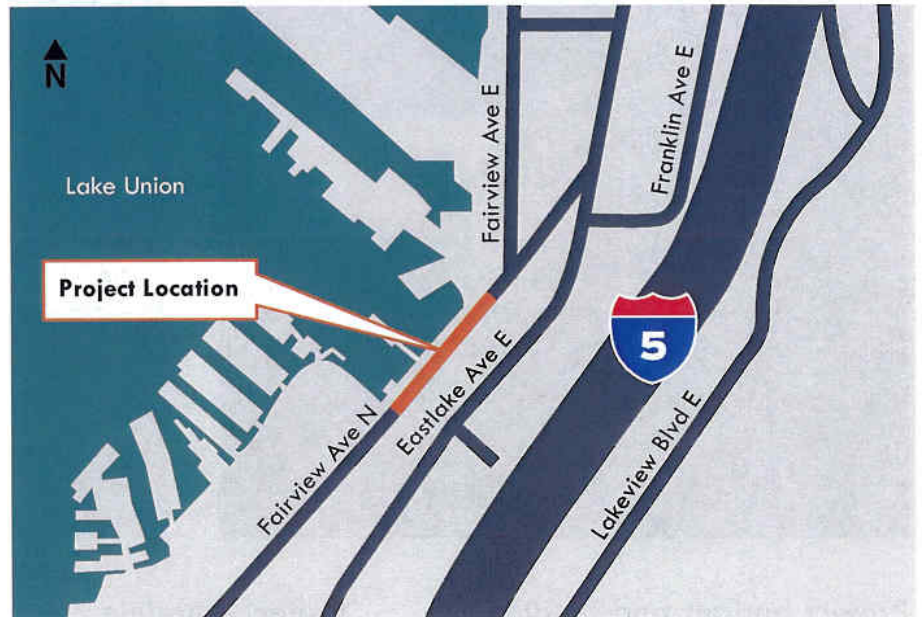 N
Fairview Ave E
Franklin Ave E
Lake Union
Project Location
5
Eastlake Ave E
Fairview Ave N
Lakeview Blvd E